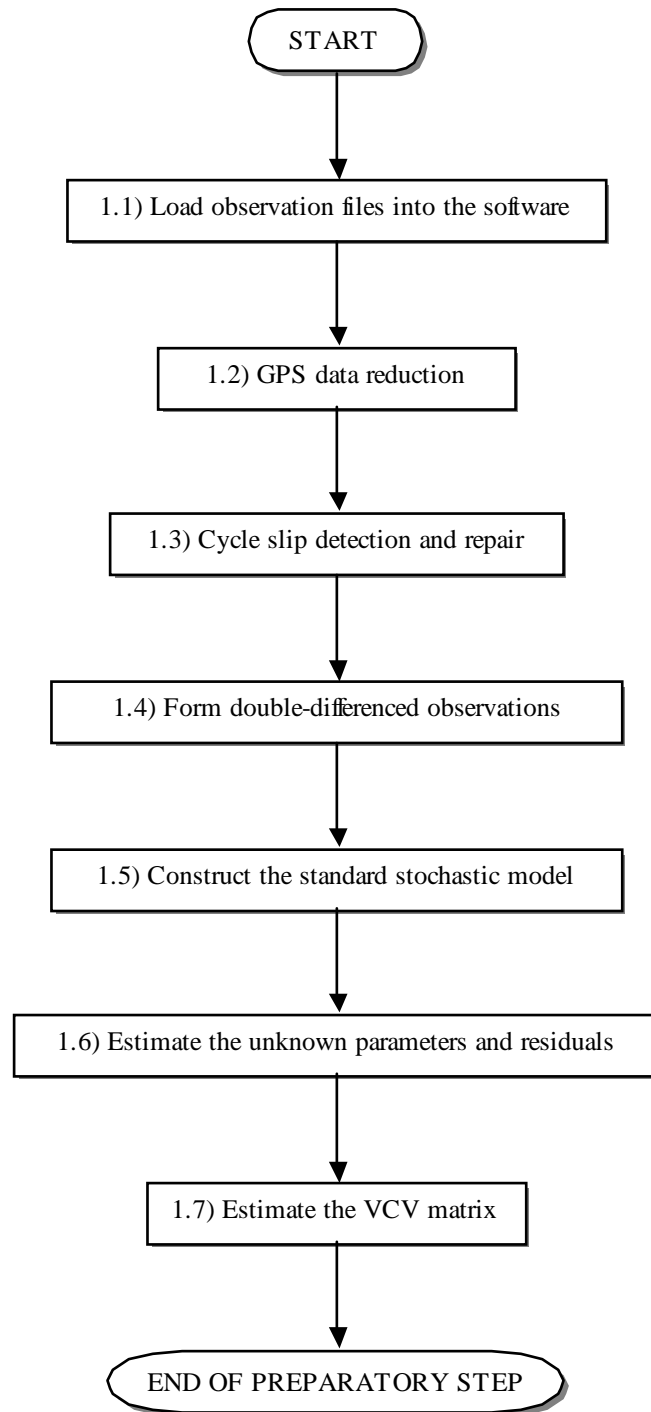 START
1.1) Load observation files into the software
1.2) GPS data reduction
1.3) Cycle slip detection and repair
1.4) Form double-differenced observations
1.5) Construct the standard stochastic model
1.6) Estimate the unknown parameters and residuals
1.7) Estimate the VCV matrix
END OF PREPARATORY STEP